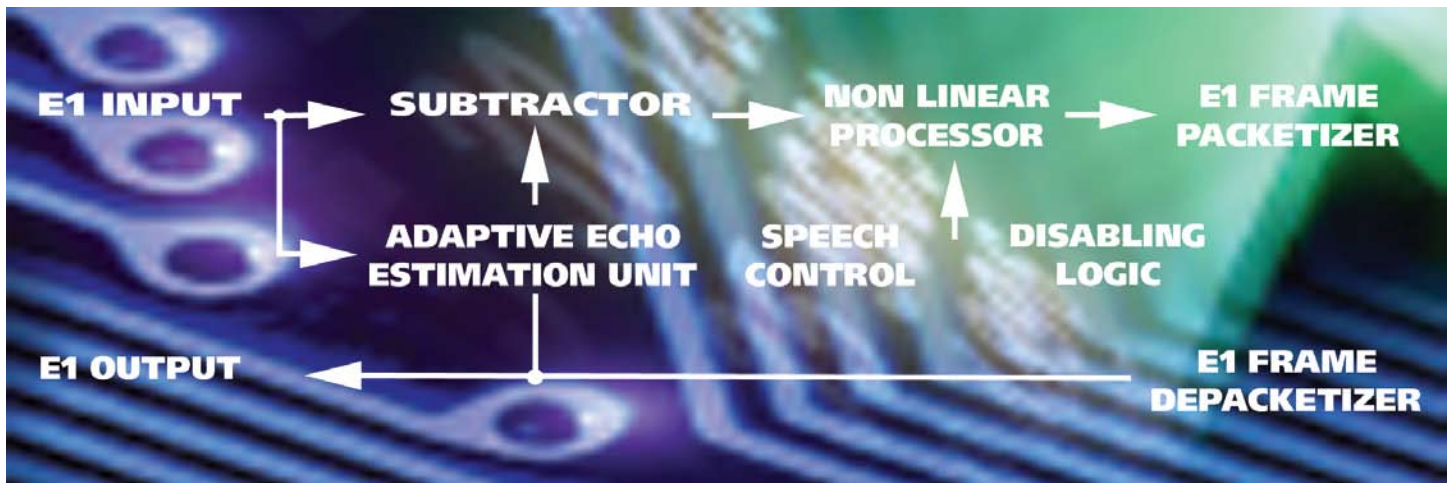 E1 INPUT
SUBTRACTOR
NON LINEAR
PROCESSOR
E1 FRAME
PACKETIZER
ADAPTIVE ECHO
ESTIMATION UNIT
SPEECH
CONTROL
DISABLING
LOGIC
E1 OUTPUT
E1 FRAME
DEPACKETIZER